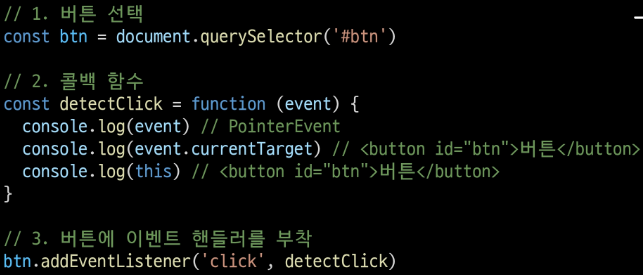 // 1. 버튼 선택
const btn = document.querySelector('#btn')
// 2. 콜백 함수
const detectClick = function (event) {
console.log(event) // PointerEvent
console.log(event.currentTarget) // <button id="btn">버튼</button>
console.log(this) // <button id="btn">버튼</button>
}
// 3. 버튼에 이벤트 핸들러를 부착
btn.addEventListener('click', detectClick)